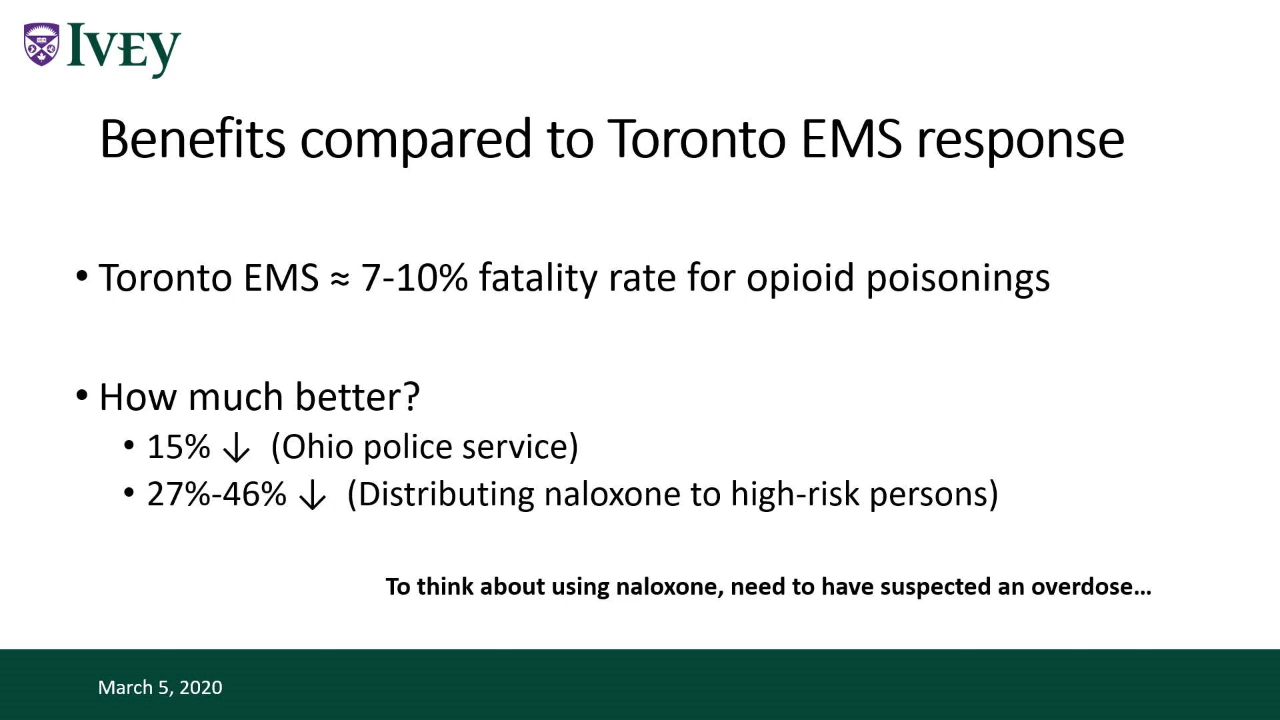 IVEY
Benefits compared to Toronto EMS response
• Toronto EMS ≈ 7-10% fatality rate for opioid poisonings
• How much better?
• 15% ↓ (Ohio police service)
• 27%-46% ↓ (Distributing naloxone to high-risk persons)
To think about using naloxone, need to have suspected an overdose…
March 5, 2020